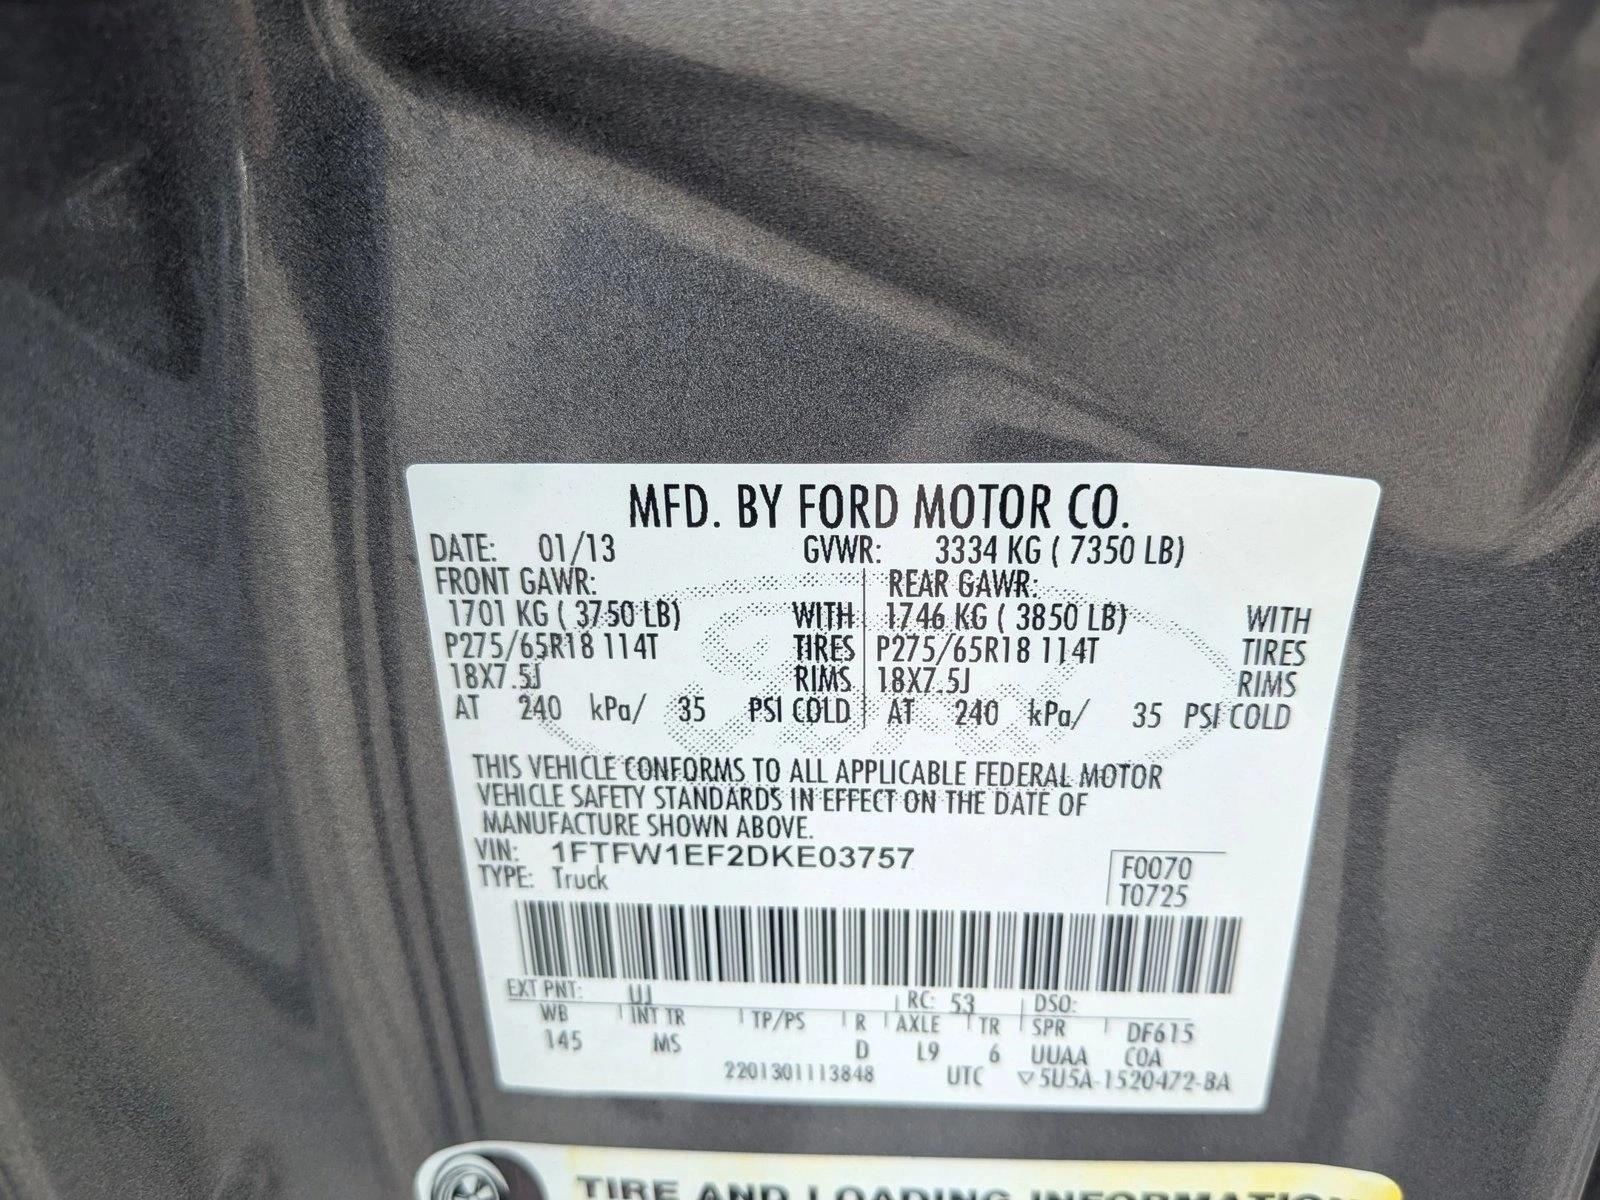 MFD. BY FORD MOTOR CO.
DATE: 01/13 GVWR: 3334 KG ( 7350 LB)
FRONT GAWR: REAR GAWR:
1701 KG ( 3750 LB) WITH 1746 KG ( 3850 LB) WITH
P275/65R18 114T TIRES P275/65R18 114T TIRES
18X7.5J RIMS 18X7.5J RIMS
AT 240 kPa/ 35 PSI COLD AT 240 kPa/ 35 PSI COLD
THIS VEHICLE CONFORMS TO ALL APPLICABLE FEDERAL MOTOR
VEHICLE SAFETY STANDARDS IN EFFECT ON THE DATE OF
MANUFACTURE SHOWN ABOVE.
VIN: 1FTFW1EF2DKE03757 F0070
TYPE: Truck T0725
EXT PNT: UJ RC: 53 DSO:
WB INT TR TP/PS R AXLE TR SPR DF615
145 MS D L9 6 UUAA COA
2201301113848 UTC ▽5U5A-1520472-BA
TIRE AND LOADING INFORMATION